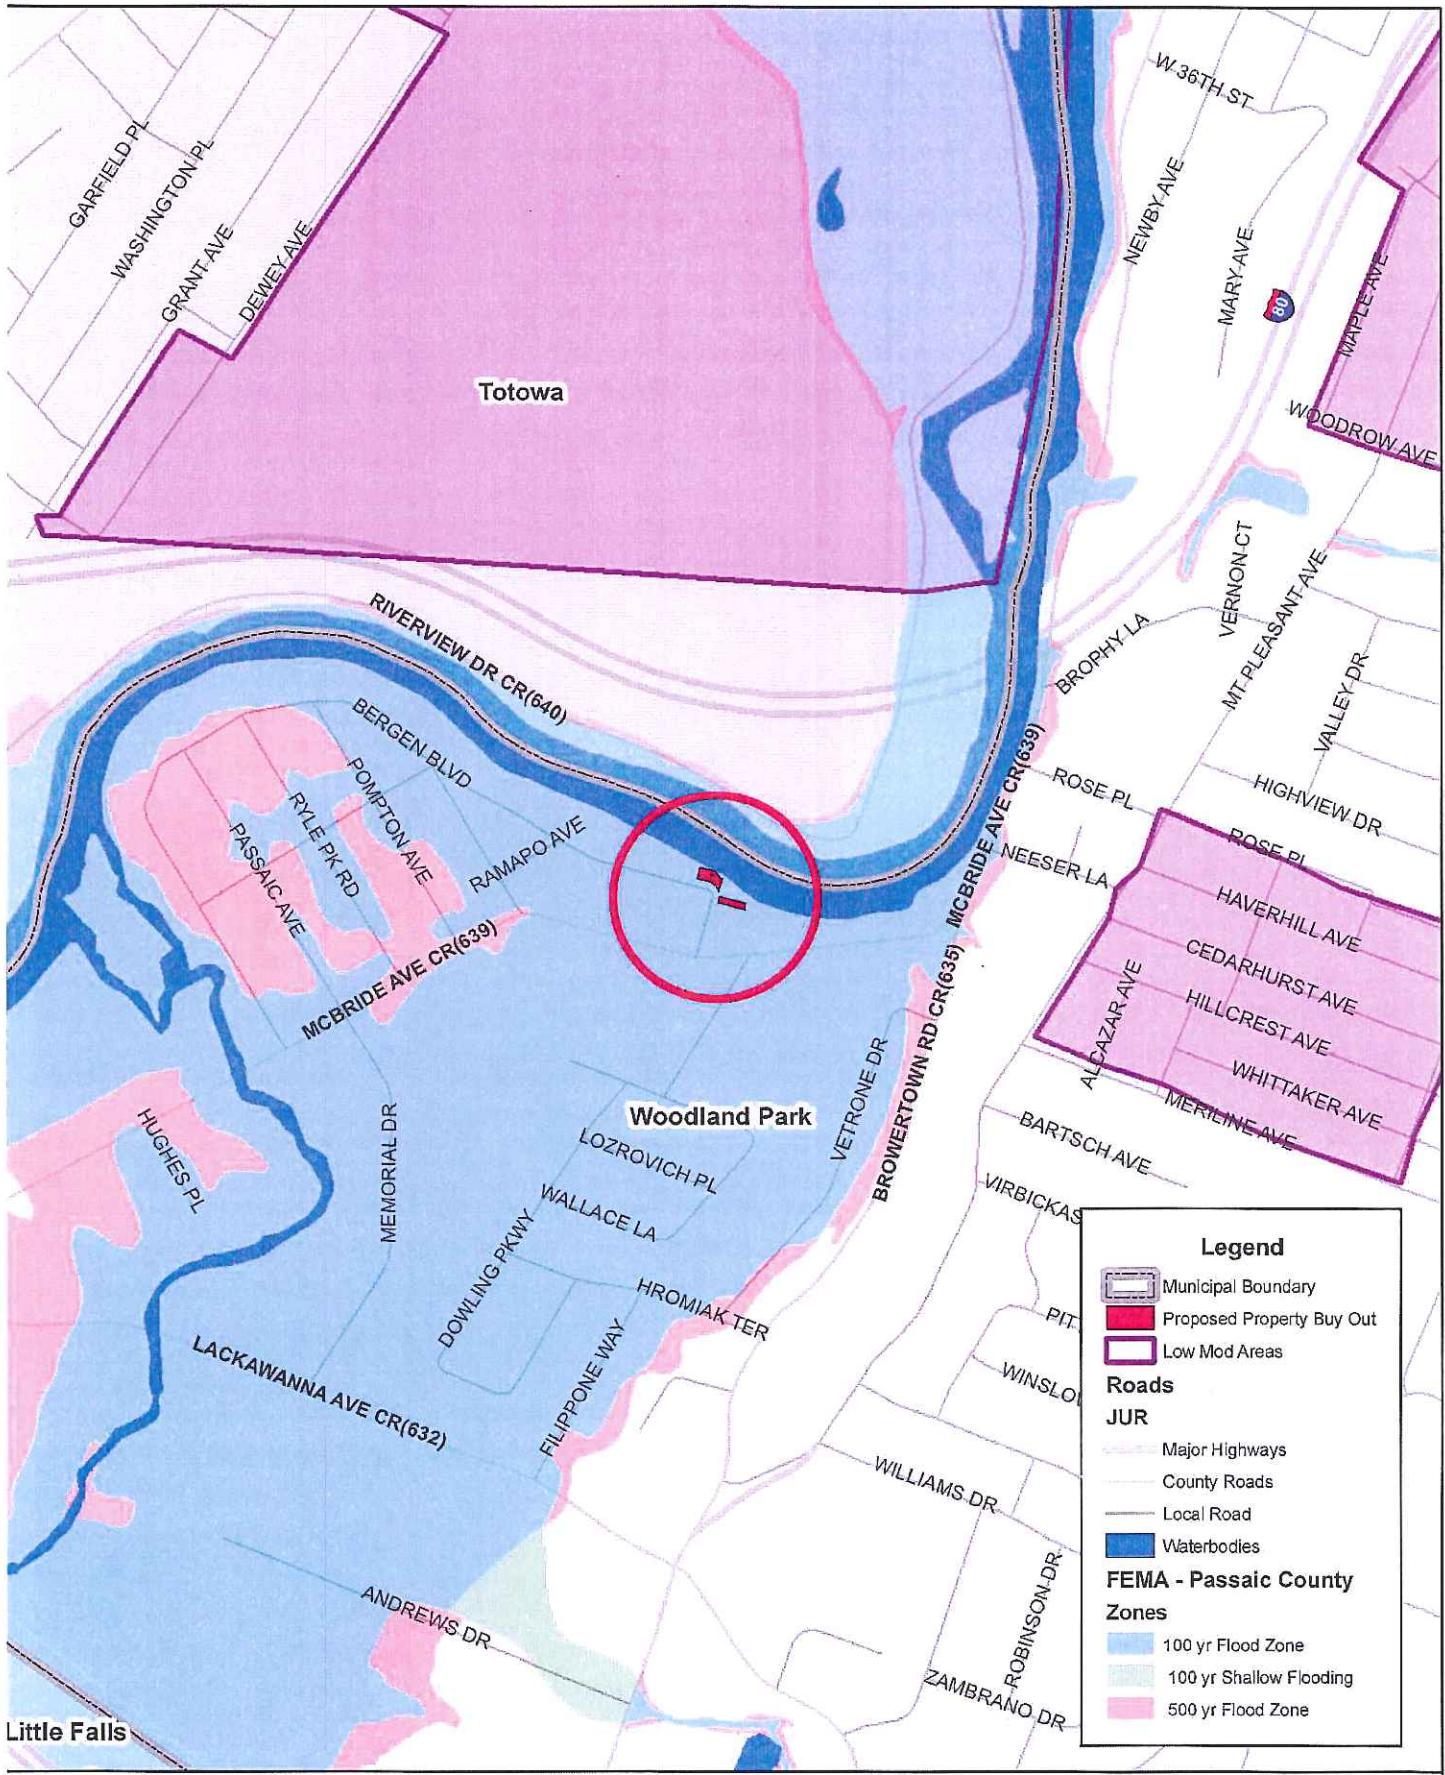 W 36TH ST
GARFIELD PL
WASHINGTON PL
GRANT AVE
DEWEY AVE
NEWBY AVE
MARY AVE
80
MAPLE AVE
Totowa
WOODROW AVE
VERNON CT
MT PLEASANT AVE
RIVERVIEW DR CR(640)
BROPHY LA
VALLEY DR
BERGEN BLVD
POMPTON AVE
RYLE PK RD
PASSAIC AVE
RAMAPO AVE
MCBRIDE AVE CR(639)
ROSE PL
HIGHVIEW DR
ROSE PL
NEESER LA
HAVERHILL AVE
CEDARHURST AVE
HILLCREST AVE
ALCAZAR AVE
WHITTAKER AVE
MERILINE AVE
MCBRIDE AVE CR(639)
BROWERTOWN RD CR(635)
VETRONE DR
Woodland Park
HUGHES PL
MEMORIAL DR
LOZROVICH PL
WALLACE LA
DOWLING PKWY
HROMIAK TER
FILIPPONE WAY
BARTSCH AVE
VIRBICKAS
PIT
WINSLO
LACKAWANNA AVE CR(632)
WILLIAMS DR
ROBINSON DR
ANDREWS DR
ZAMBRANO DR
Little Falls
Legend
Municipal Boundary
Proposed Property Buy Out
Low Mod Areas
Roads
JUR
Major Highways
County Roads
Local Road
Waterbodies
FEMA - Passaic County
Zones
100 yr Flood Zone
100 yr Shallow Flooding
500 yr Flood Zone